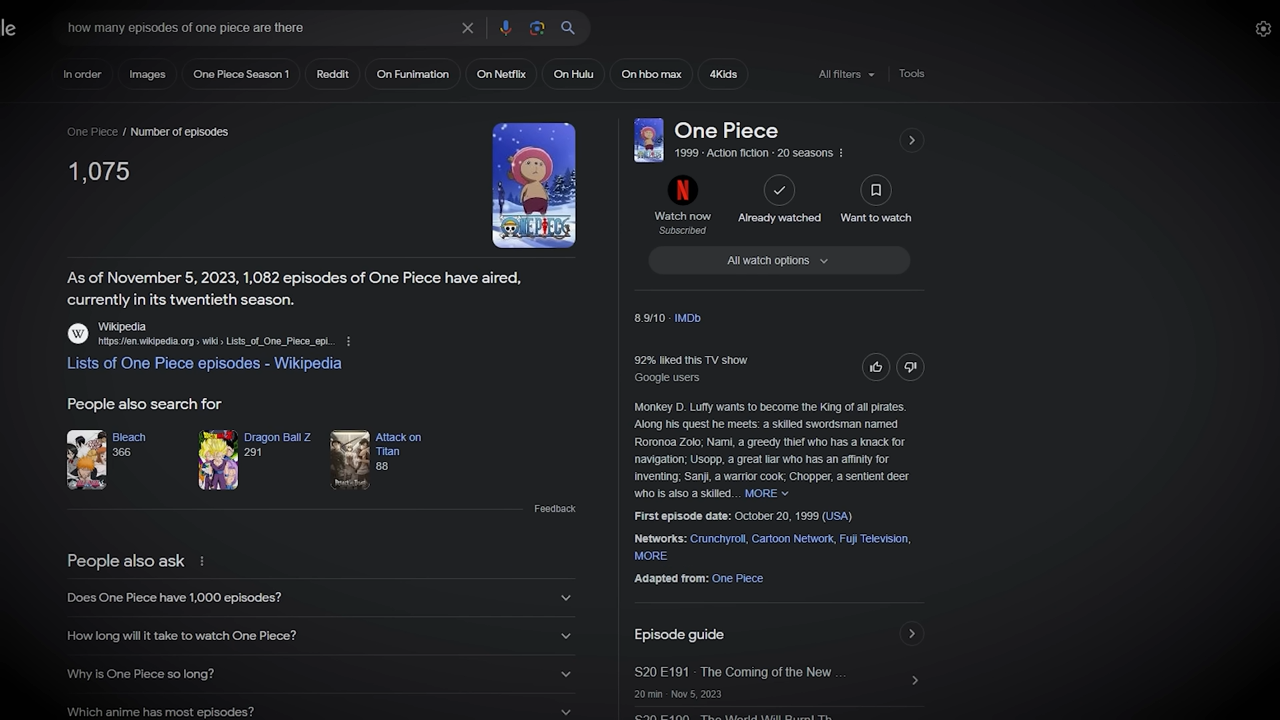 le
how many episodes of one piece are there
In order
Images
One Piece Season 1
Reddit
On Funimation
On Netflix
On Hulu
On hbo max
4Kids
All filters
Tools
One Piece / Number of episodes
1,075
ONE PIECE
As of November 5, 2023, 1,082 episodes of One Piece have aired,
currently in its twentieth season.
W
Wikipedia
https://en.wikipedia.org › wiki › Lists_of_One_Piece_epi...
Lists of One Piece episodes - Wikipedia
People also search for
Bleach
366
Dragon Ball Z
291
Attack on
Titan
88
Feedback
People also ask
Does One Piece have 1,000 episodes?
How long will it take to watch One Piece?
Why is One Piece so long?
Which anime has most episodes?
One Piece
1999 · Action fiction · 20 seasons
N
Watch now
Subscribed
Already watched
Want to watch
All watch options
8.9/10 · IMDb
92% liked this TV show
Google users
Monkey D. Luffy wants to become the King of all pirates.
Along his quest he meets: a skilled swordsman named
Roronoa Zolo; Nami, a greedy thief who has a knack for
navigation; Usopp, a great liar who has an affinity for
inventing; Sanji, a warrior cook; Chopper, a sentient deer
who is also a skilled... MORE
First episode date: October 20, 1999 (USA)
Networks: Crunchyroll, Cartoon Network, Fuji Television,
MORE
Adapted from: One Piece
Episode guide
S20 E191 · The Coming of the New ...
20 min · Nov 5, 2023
S20 E190 · The World Will Burn! Th...